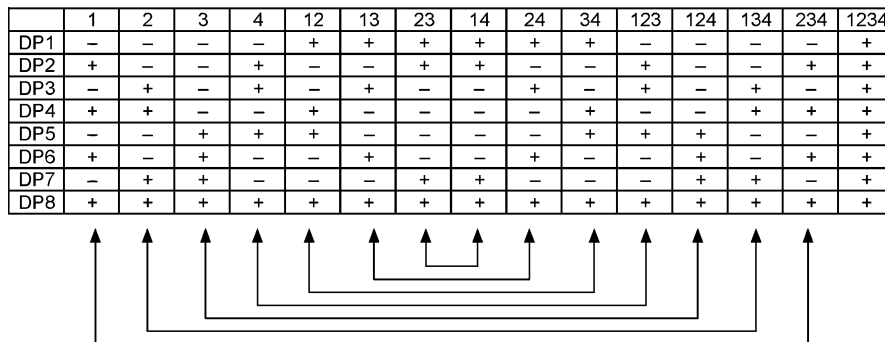 1 2 3 4 12 13 23 14 24 34 123 124 134 234 1234
DP1 – – – – + + + + + + – – – – +
DP2 + – – + – – + + – – + – – + +
DP3 – + – + – + – – + – + – + – +
DP4 + + – – + – – – – + – – + + +
DP5 – – + + + – – – – + + + – – +
DP6 + – + – – + – – + – – + – + +
DP7 – + + – – – + + – – – + + – +
DP8 + + + + + + + + + + + + + + +